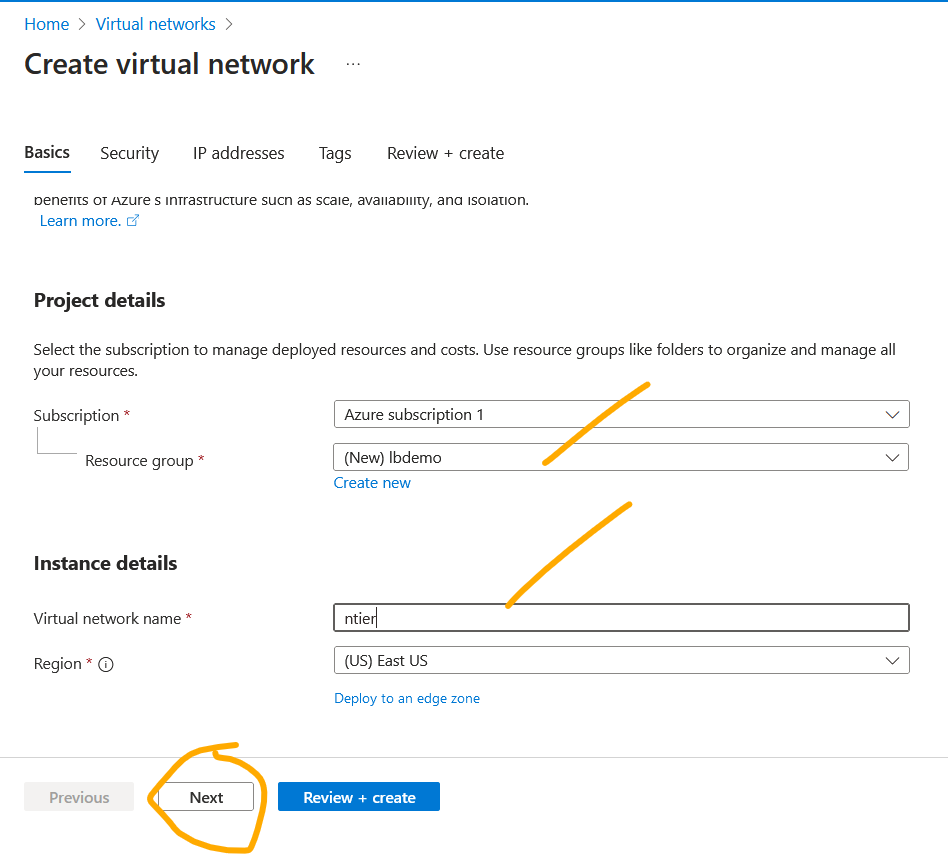 Home > Virtual networks >
Create virtual network ...
Basics Security IP addresses Tags Review + create
benefits of Azure's infrastructure such as scale, availability, and isolation.
Learn more.
Project details
Select the subscription to manage deployed resources and costs. Use resource groups like folders to organize and manage all
your resources.
Subscription * Azure subscription 1
Resource group * (New) lbdemo
Create new
Instance details
Virtual network name * ntier
Region * (US) East US
Deploy to an edge zone
Previous Next Review + create